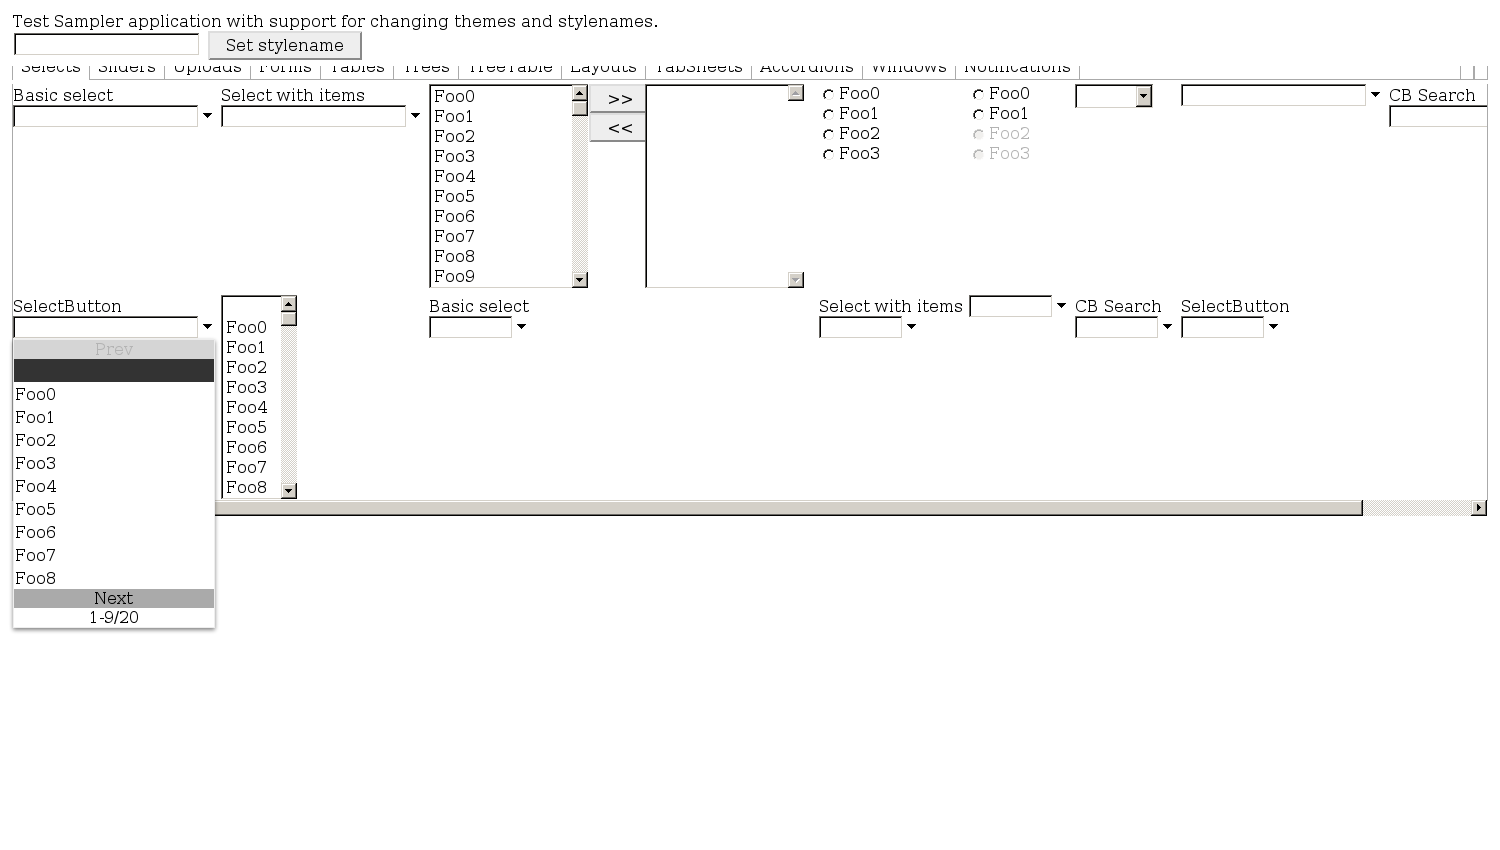 Test Sampler application with support for changing themes and stylenames.
Set stylename
Selects Sliders Uploads Forms Tables Trees TreeTable Layouts TabSheets Accordions Windows Notifications
Basic select
Select with items
Foo0
Foo1
Foo2
Foo3
Foo4
Foo5
Foo6
Foo7
Foo8
Foo9
>>
<<
Foo0
Foo1
Foo2
Foo3
Foo0
Foo1
Foo2
Foo3
CB Search
SelectButton
Prev
Foo0
Foo1
Foo2
Foo3
Foo4
Foo5
Foo6
Foo7
Foo8
Next
1-9/20
Foo0
Foo1
Foo2
Foo3
Foo4
Foo5
Foo6
Foo7
Foo8
Basic select
Select with items
CB Search
SelectButton